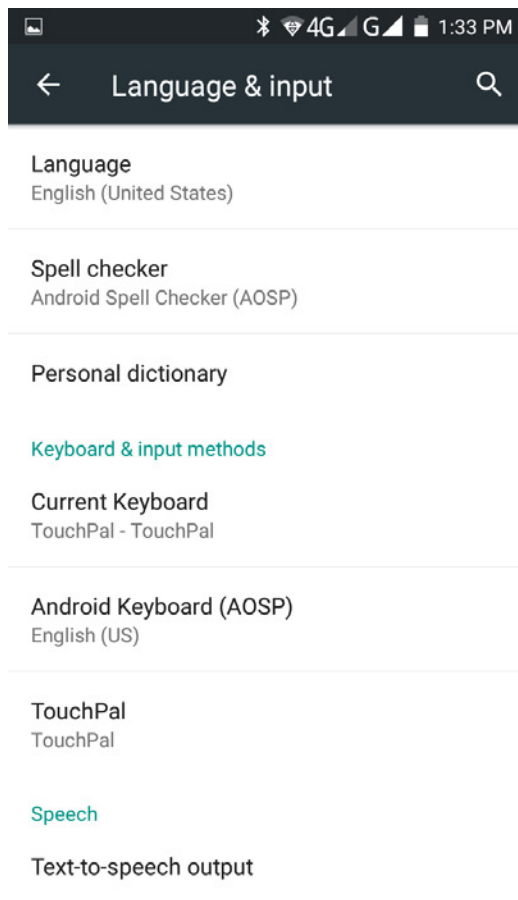 4G G 1:33 PM
Language & input
Language
English (United States)
Spell checker
Android Spell Checker (AOSP)
Personal dictionary
Keyboard & input methods
Current Keyboard
TouchPal - TouchPal
Android Keyboard (AOSP)
English (US)
TouchPal
TouchPal
Speech
Text-to-speech output